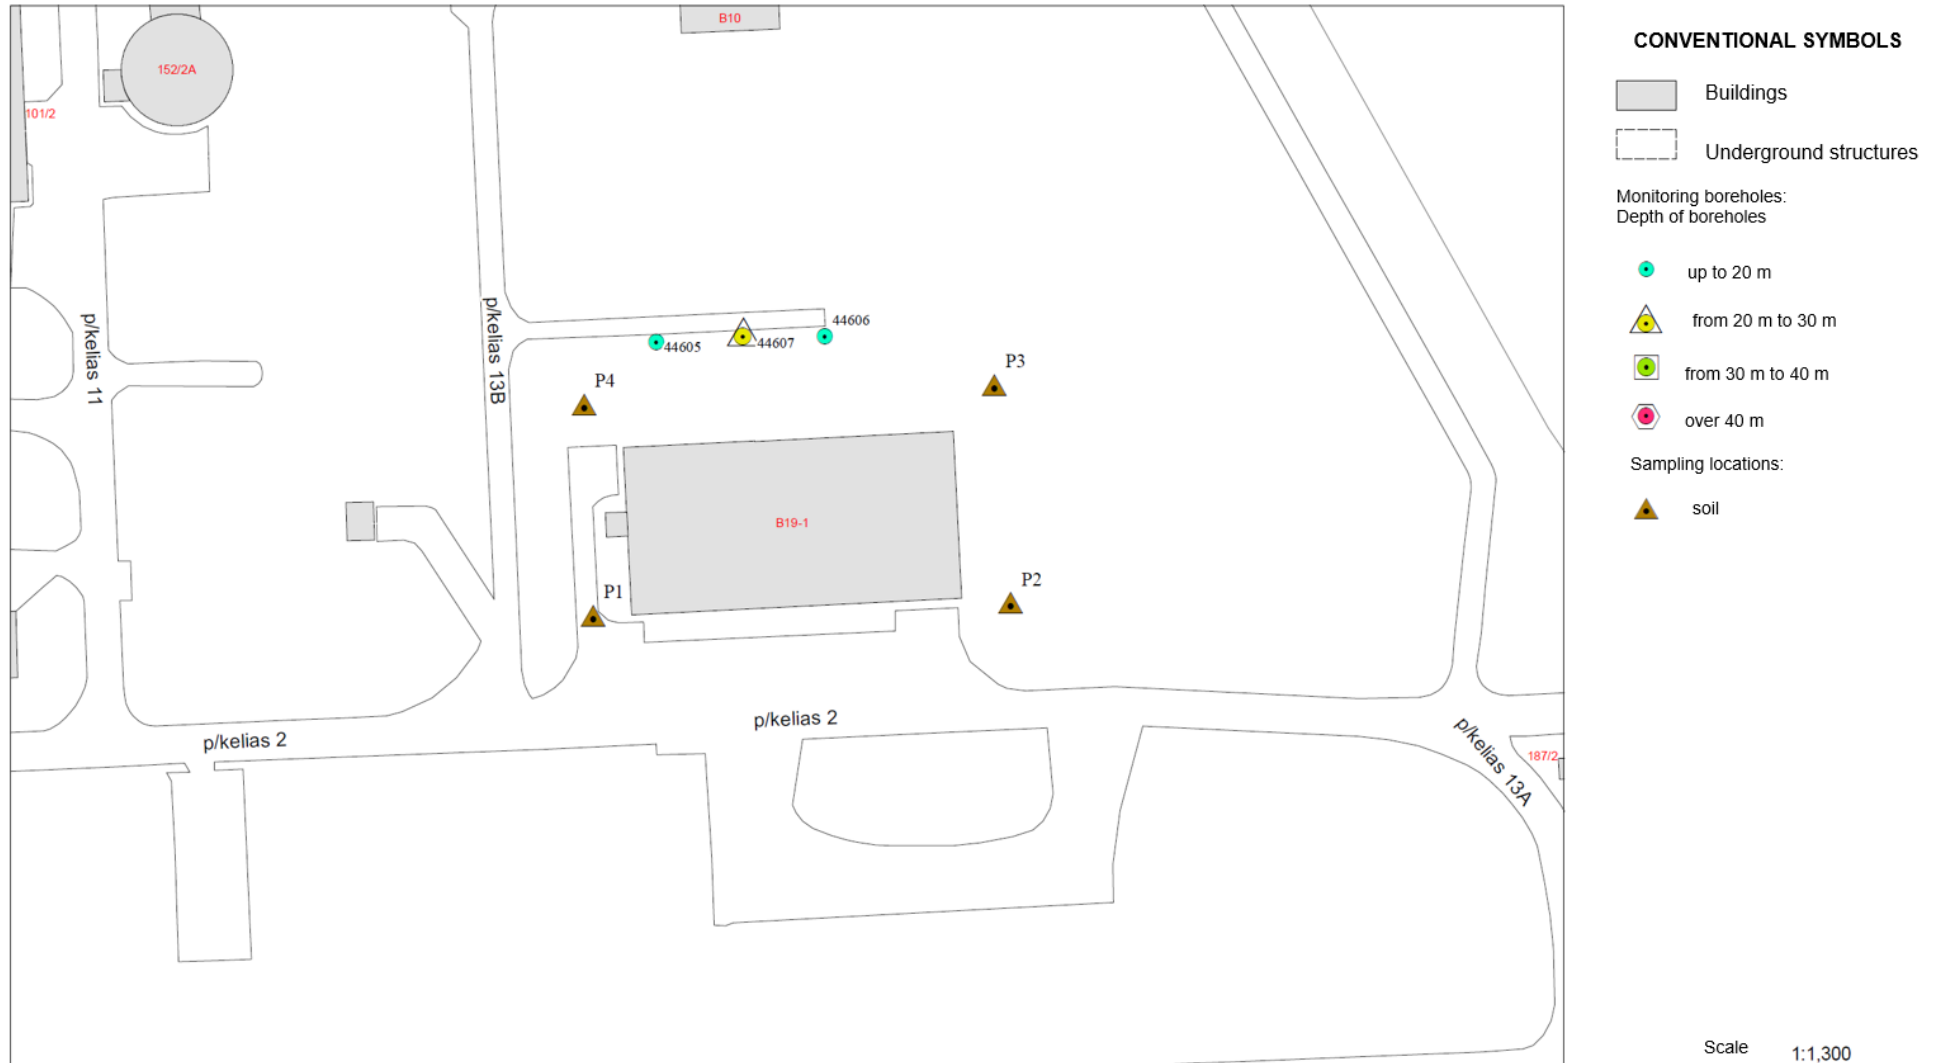 B10
152/2A
101/2
p/kelias 11
p/kelias 13B
44605
44607
44606
P4
P3
B19-1
P1
P2
p/kelias 2
p/kelias 2
p/kelias 13A
187/2
CONVENTIONAL SYMBOLS
Buildings
Underground structures
Monitoring boreholes:
Depth of boreholes
up to 20 m
from 20 m to 30 m
from 30 m to 40 m
over 40 m
Sampling locations:
soil
Scale 1:1,300